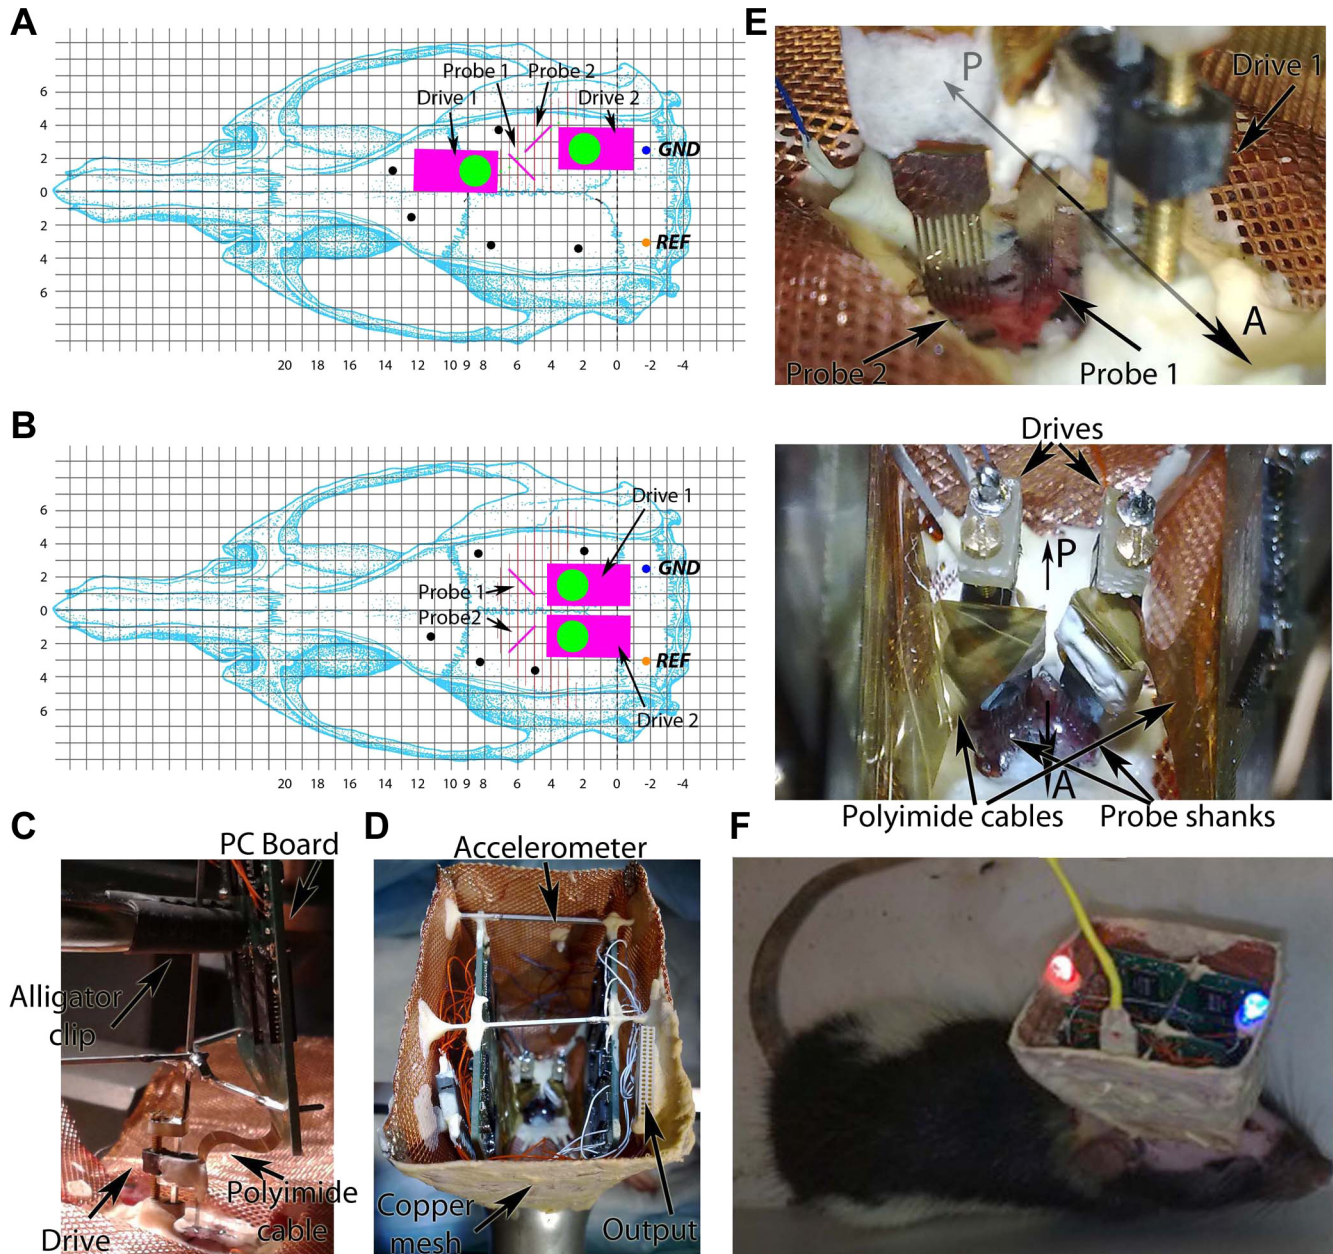 A
Probe 1 Probe 2
Drive 1 Drive 2
6
4
2
0
2
4
6
GND
REF
20 18 16 14 12 10 9 8 6 4 2 0 -2 -4
B
Drive 1
6
4
2
0
2
4
6
Probe 1
Probe2
GND
REF
Drive 2
20 18 16 14 12 10 9 8 6 4 2 0 -2 -4
C
PC Board
Alligator
clip
Drive
Polyimide
cable
D
Accelerometer
Copper
mesh
Output
E
P
Drive 1
A
Probe 2
Probe 1
Drives
P
A
Polyimide cables
Probe shanks
F